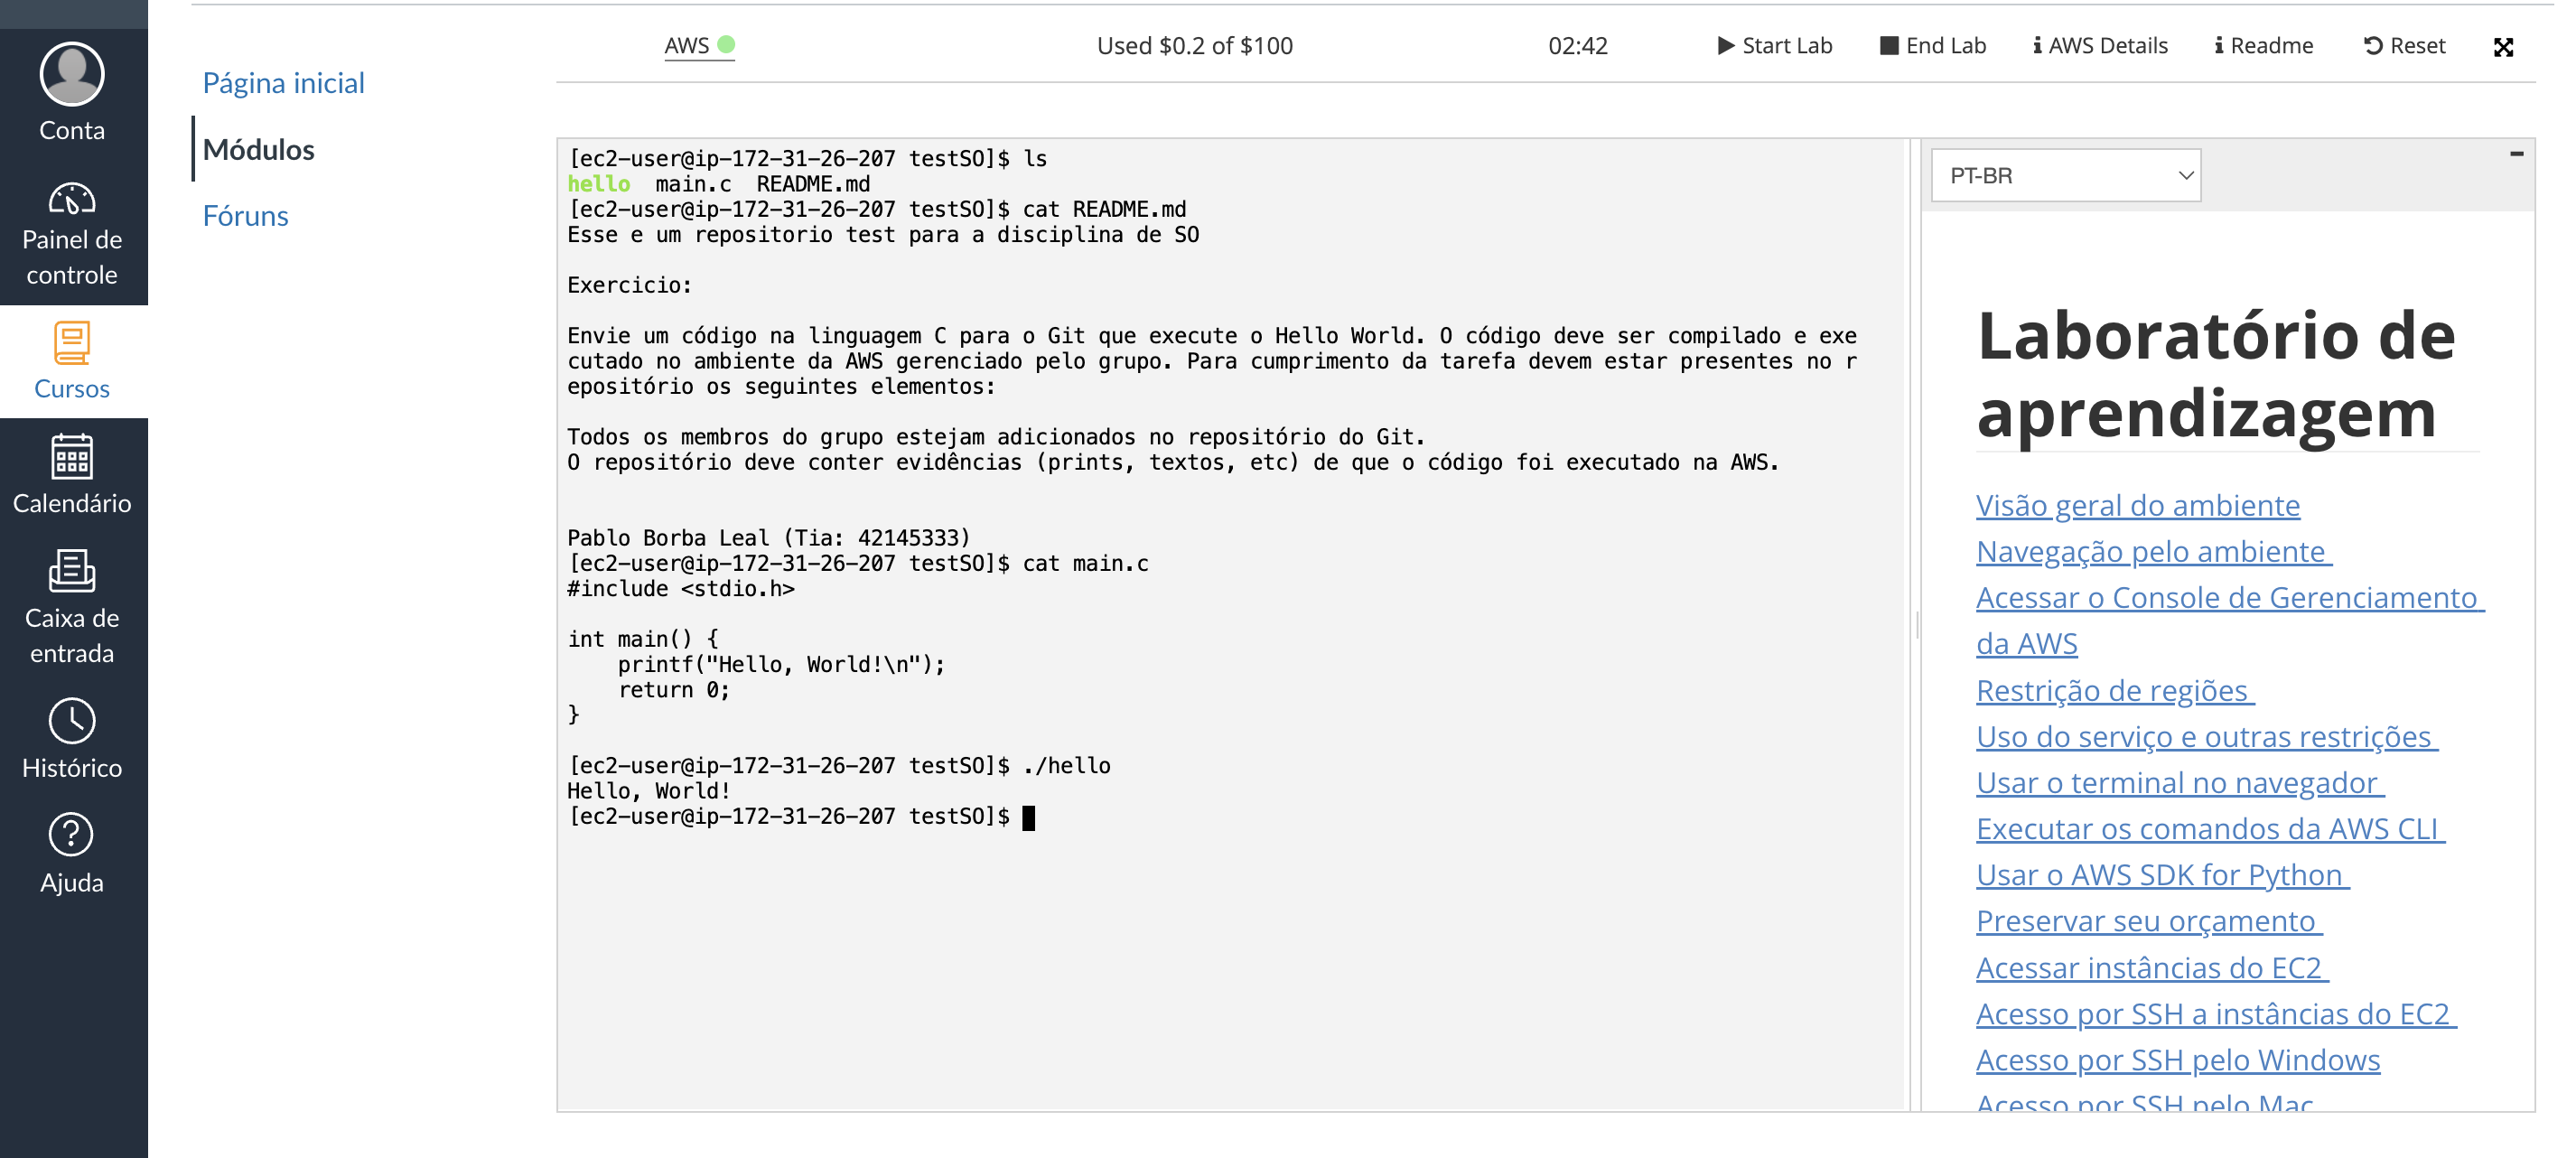 Conta
Painel de
controle
Cursos
Calendário
Caixa de
entrada
Histórico
Ajuda
Página inicial
Módulos
Fóruns
AWS
Used $0.2 of $100
02:42
Start Lab
End Lab
AWS Details
Readme
Reset
[ec2-user@ip-172-31-26-207 testSO]$ ls
hello  main.c  README.md
[ec2-user@ip-172-31-26-207 testSO]$ cat README.md
Esse e um repositorio test para a disciplina de SO
Exercicio:
Envie um código na linguagem C para o Git que execute o Hello World. O código deve ser compilado e exe
cutado no ambiente da AWS gerenciado pelo grupo. Para cumprimento da tarefa devem estar presentes no r
epositório os seguintes elementos:
Todos os membros do grupo estejam adicionados no repositório do Git.
O repositório deve conter evidências (prints, textos, etc) de que o código foi executado na AWS.
Pablo Borba Leal (Tia: 42145333)
[ec2-user@ip-172-31-26-207 testSO]$ cat main.c
#include <stdio.h>
int main() {
    printf("Hello, World!\n");
    return 0;
}
[ec2-user@ip-172-31-26-207 testSO]$ ./hello
Hello, World!
[ec2-user@ip-172-31-26-207 testSO]$
PT-BR
Laboratório de
aprendizagem
Visão geral do ambiente
Navegação pelo ambiente
Acessar o Console de Gerenciamento
da AWS
Restrição de regiões
Uso do serviço e outras restrições
Usar o terminal no navegador
Executar os comandos da AWS CLI
Usar o AWS SDK for Python
Preservar seu orçamento
Acessar instâncias do EC2
Acesso por SSH a instâncias do EC2
Acesso por SSH pelo Windows
Acesso por SSH pelo Mac